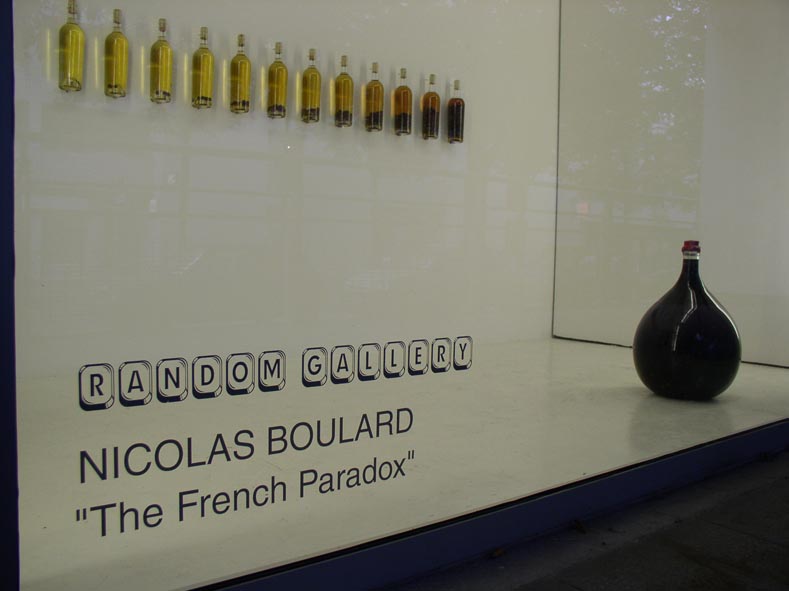 RANDOM GALLERY
NICOLAS BOULARD
"The French Paradox"